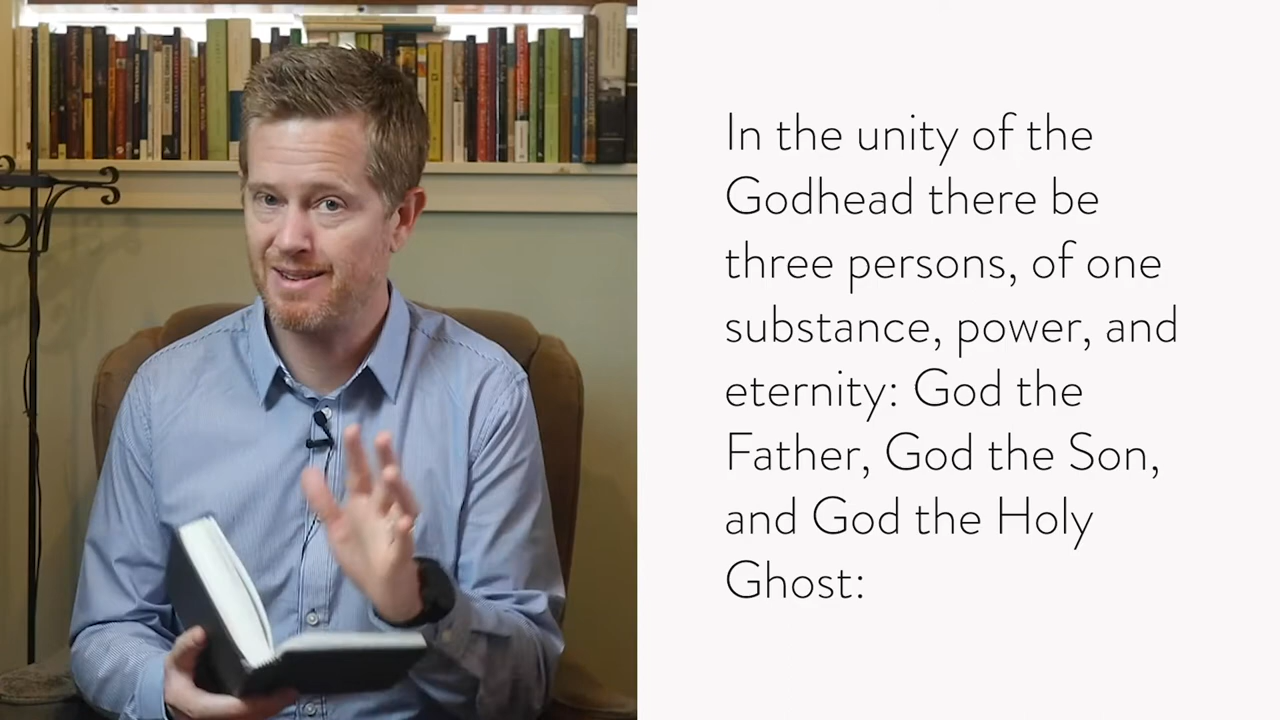 In the unity of the
Godhead there be
three persons, of one
substance, power, and
eternity: God the
Father, God the Son,
and God the Holy
Ghost: